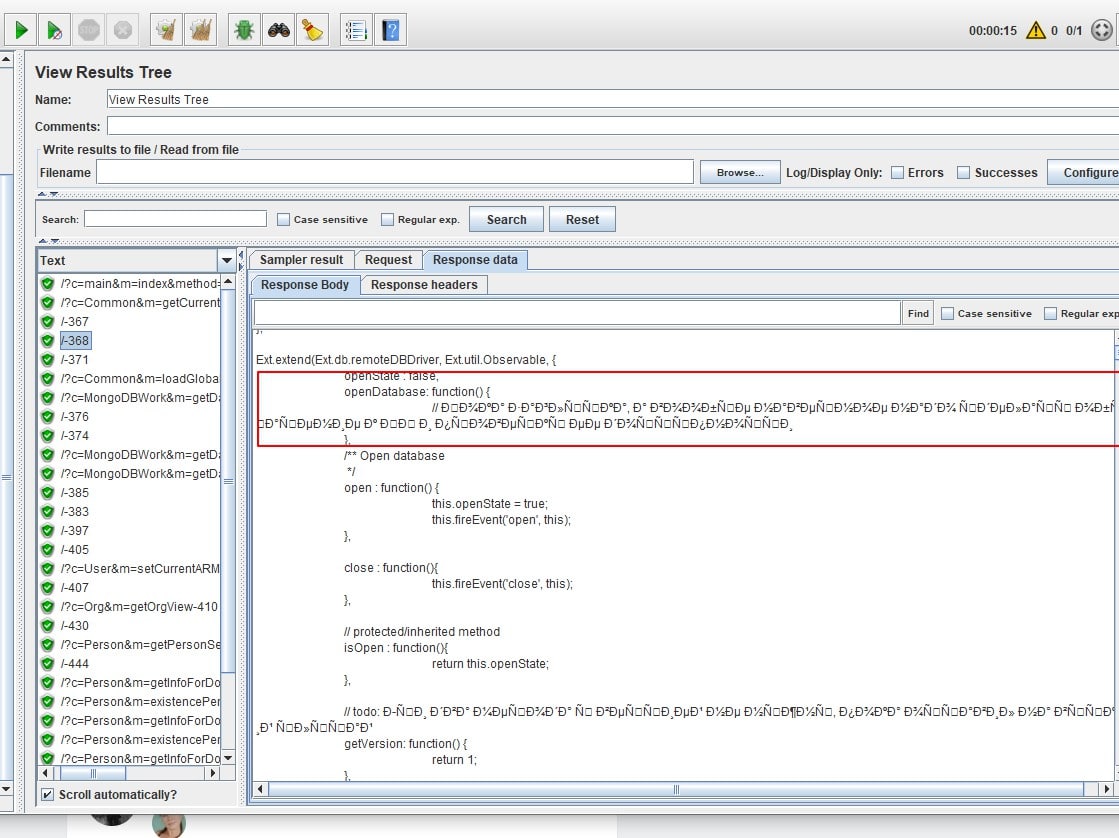 STOP
00:00:15
0 0/1
View Results Tree
Name: View Results Tree
Comments:
Write results to file / Read from file
Filename Browse... Log/Display Only: Errors Successes Configure
Search: Case sensitive Regular exp. Search Reset
Text
/?c=main&m=index&method=
/?c=Common&m=getCurrent
/-367
/-368
/-371
/?c=Common&m=loadGloba
/?c=MongoDBWork&m=getDa
/-376
/-374
/?c=MongoDBWork&m=getDa
/?c=MongoDBWork&m=getDa
/-385
/-383
/-397
/-405
/?c=User&m=setCurrentARM
/-407
/?c=Org&m=getOrgView-410
/-430
/?c=Person&m=getPersonSe
/-444
/?c=Person&m=getInfoForDo
/?c=Person&m=existencePer
/?c=Person&m=getInfoForDo
/?c=Person&m=existencePer
/?c=Person&m=getInfoForDo
Scroll automatically?
Sampler result Request Response data
Response Body Response headers
Find Case sensitive Regular exp
},
Ext.extend(Ext.db.remoteDBDriver, Ext.util.Observable, {
openState : false,
openDatabase: function() {
//
},
/** Open database
*/
open : function() {
this.openState = true;
this.fireEvent('open', this);
},
close : function(){
this.fireEvent('close', this);
},
// protected/inherited method
isOpen : function(){
return this.openState;
},
// todo:
getVersion: function() {
return 1;
},